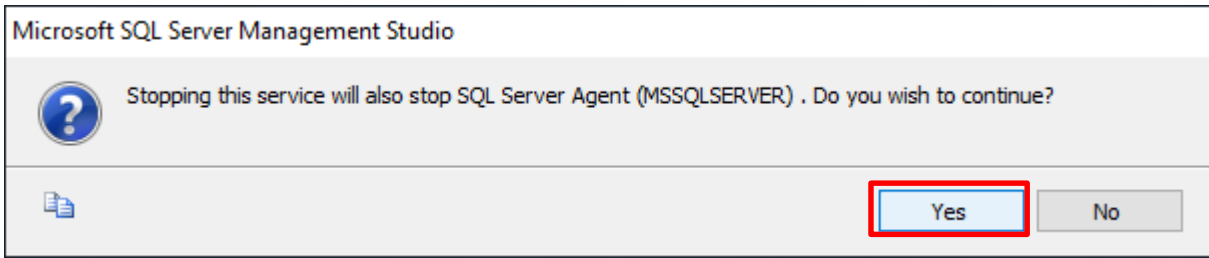 Microsoft SQL Server Management Studio
Stopping this service will also stop SQL Server Agent (MSSQLSERVER) . Do you wish to continue?
Yes No